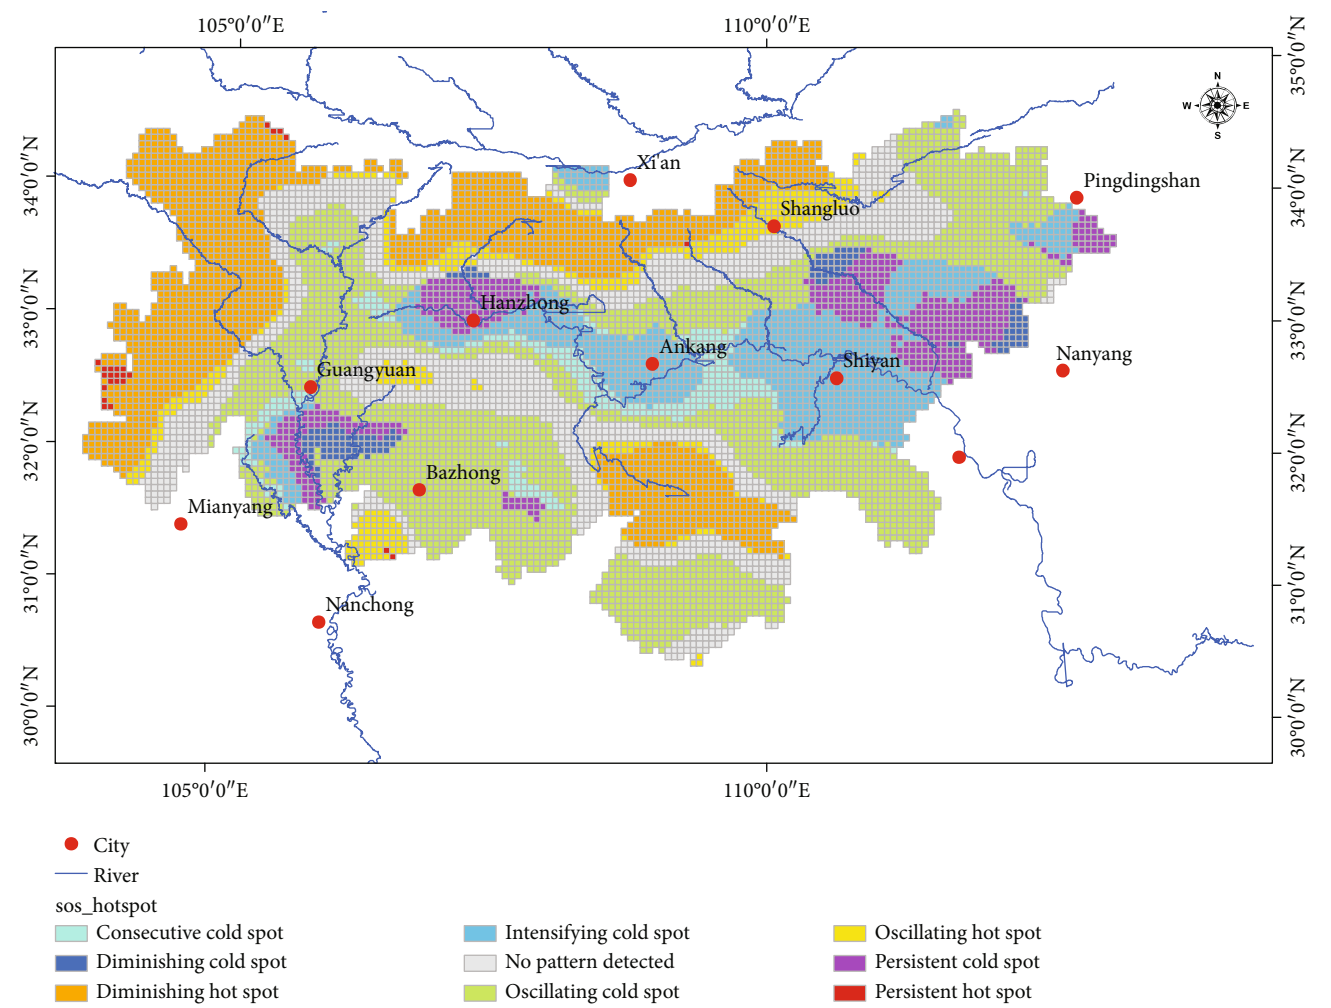 105°0′0″E 110°0′0″E
35°0′0″N
34°0′0″N
33°0′0″N
32°0′0″N
31°0′0″N
30°0′0″N
34°0′0″N
33°0′0″N
32°0′0″N
31°0′0″N
30°0′0″N
N
W E
S
Xi'an
Pingdingshan
Shangluo
Hanzhong
Ankang
Nanyang
Shiyan
Guangyuan
Bazhong
Mianyang
Nanchong
105°0′0″E 110°0′0″E
City
River
sos_hotspot
Consecutive cold spot Intensifying cold spot Oscillating hot spot
Diminishing cold spot No pattern detected Persistent cold spot
Diminishing hot spot Oscillating cold spot Persistent hot spot